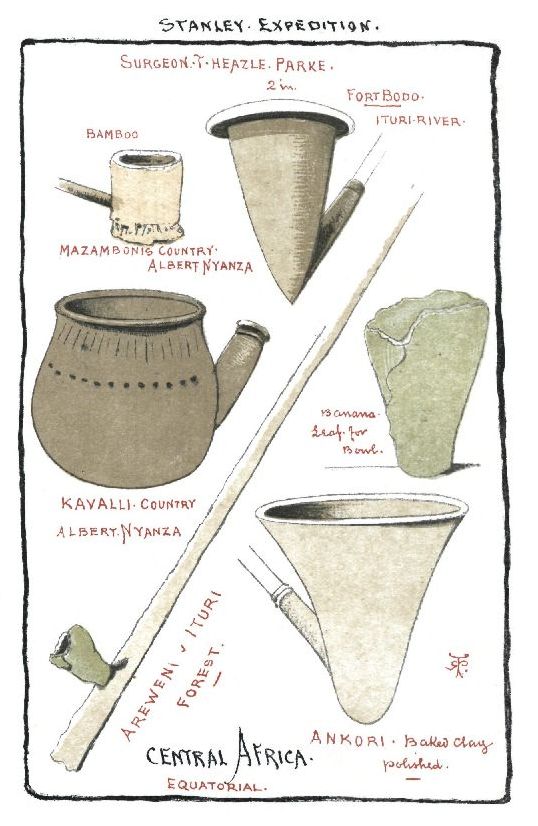 STANLEY. EXPEDITION.
SURGEON. T. HEAZLE. PARKE.
2 in.
FORT BODO.
ITURI-RIVER.
BAMBOO
MAZAMBONIS COUNTRY.
ALBERT NYANZA
Banana.
Leaf. for
Bowl.
KAVALLI. COUNTRY
ALBERT. NYANZA
AREWENI & ITURI
FOREST.
ANKORI. Baked Clay
polished.
CENTRAL AFRICA.
EQUATORIAL.